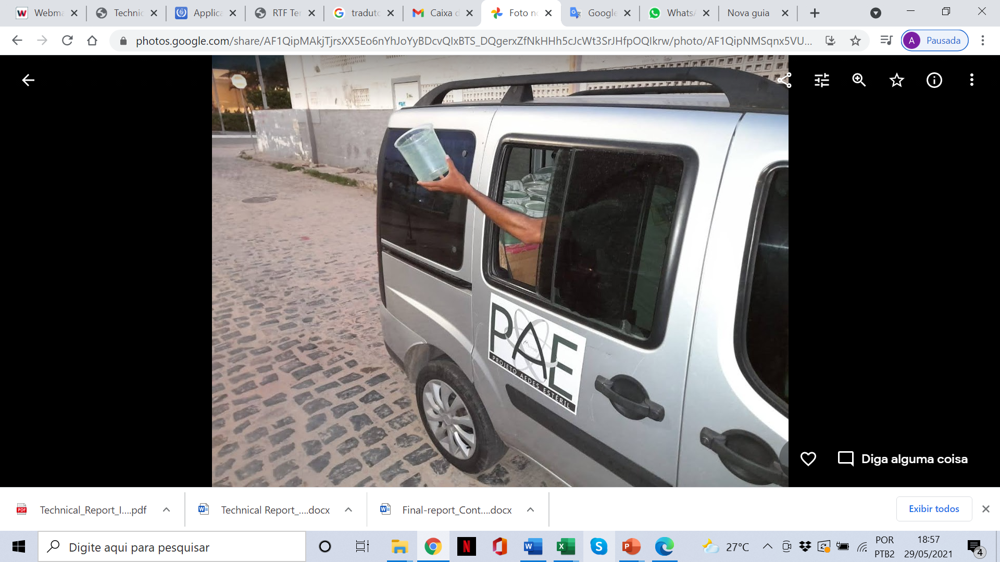 Webma
Technic
Applica
RTF Ter
traduto
Caixa d
Foto no
Google
Whats
Nova guia
photos.google.com/share/AF1QipMAkjTjrsXX5Eo6nYhJoYyBDcvQIxBTS_DQgerxZfNkHHh5cJcWt3SrJHfpOQIkrw/photo/AF1QipNMSqnx5VU...
A Pausada
PAE
PROJETO AEDES ESTÉRIL
Diga alguma coisa
Technical_Report_I....pdf
Technical Report_....docx
Final-report_Cont....docx
Exibir todos
Digite aqui para pesquisar
27°C
POR
PTB2
18:57
29/05/2021
4